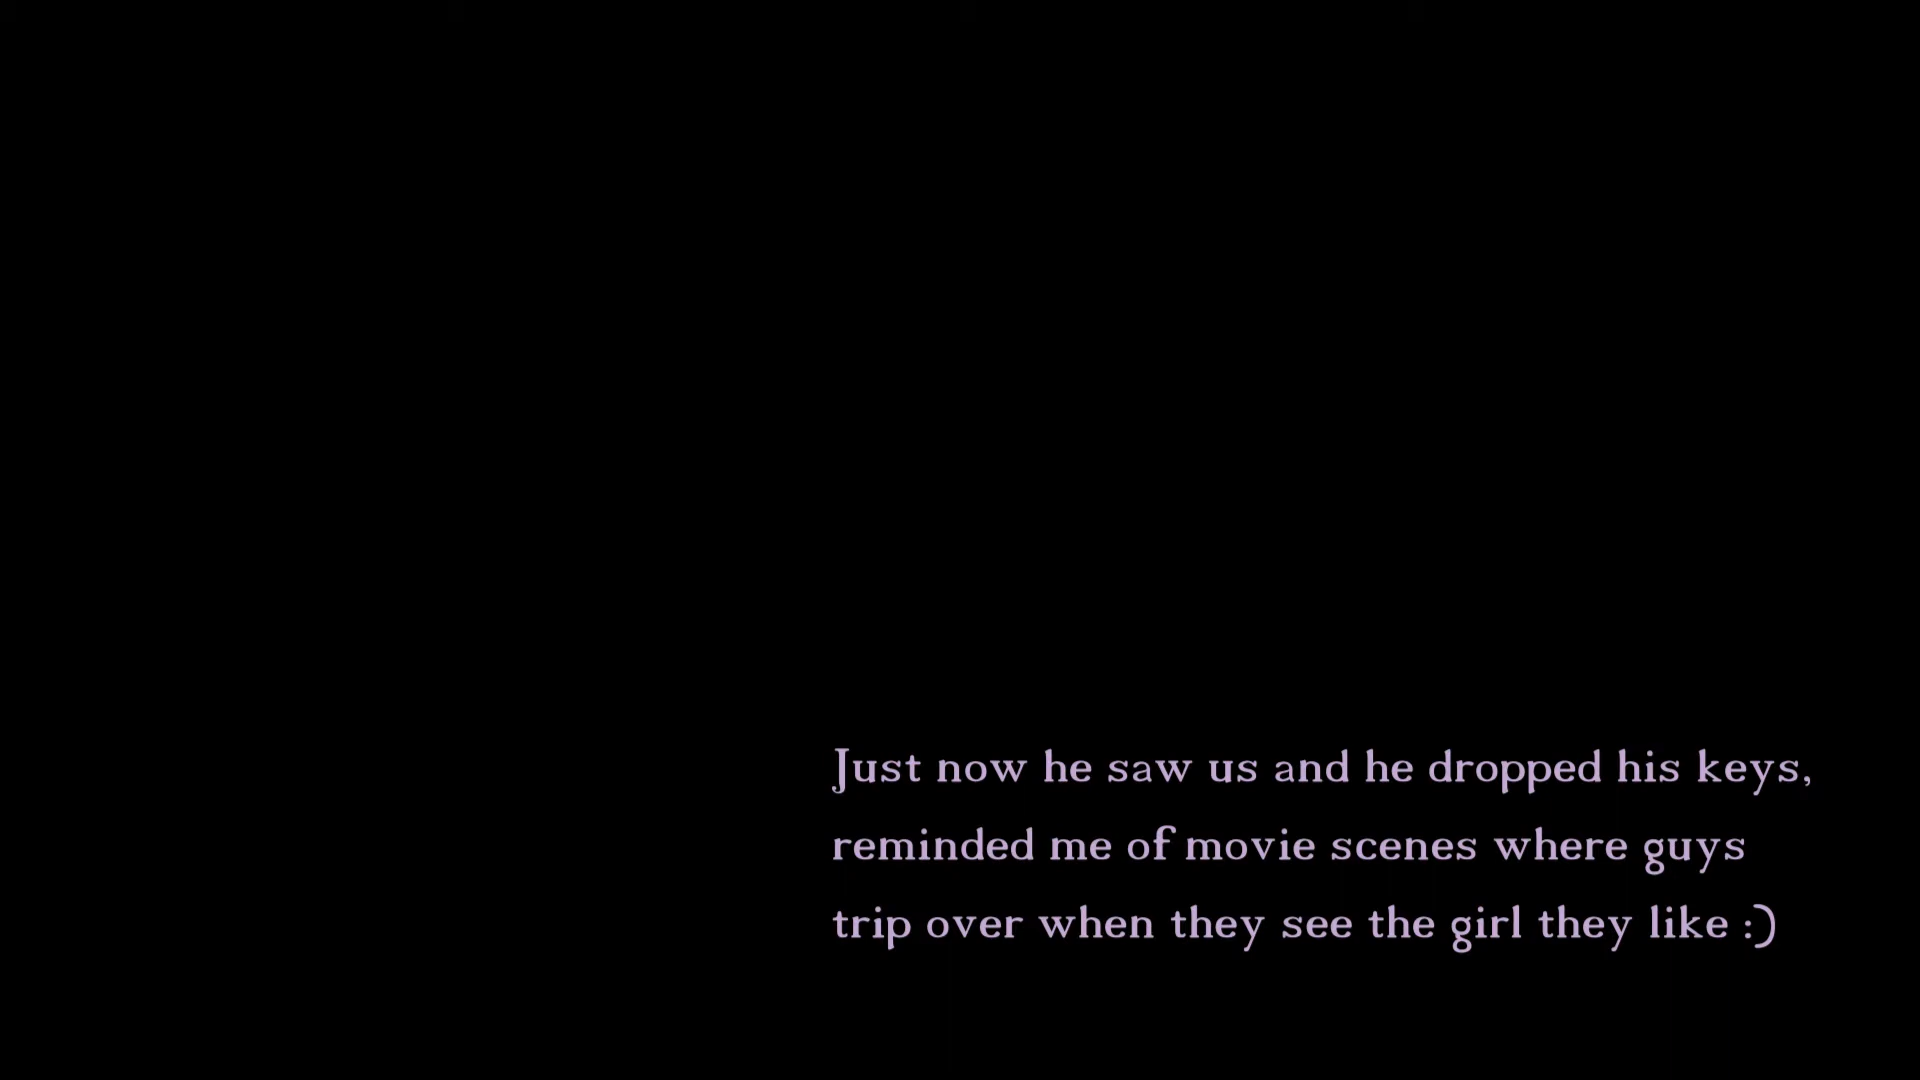 Just now he saw us and he dropped his keys,
reminded me of movie scenes where guys
trip over when they see the girl they like :)